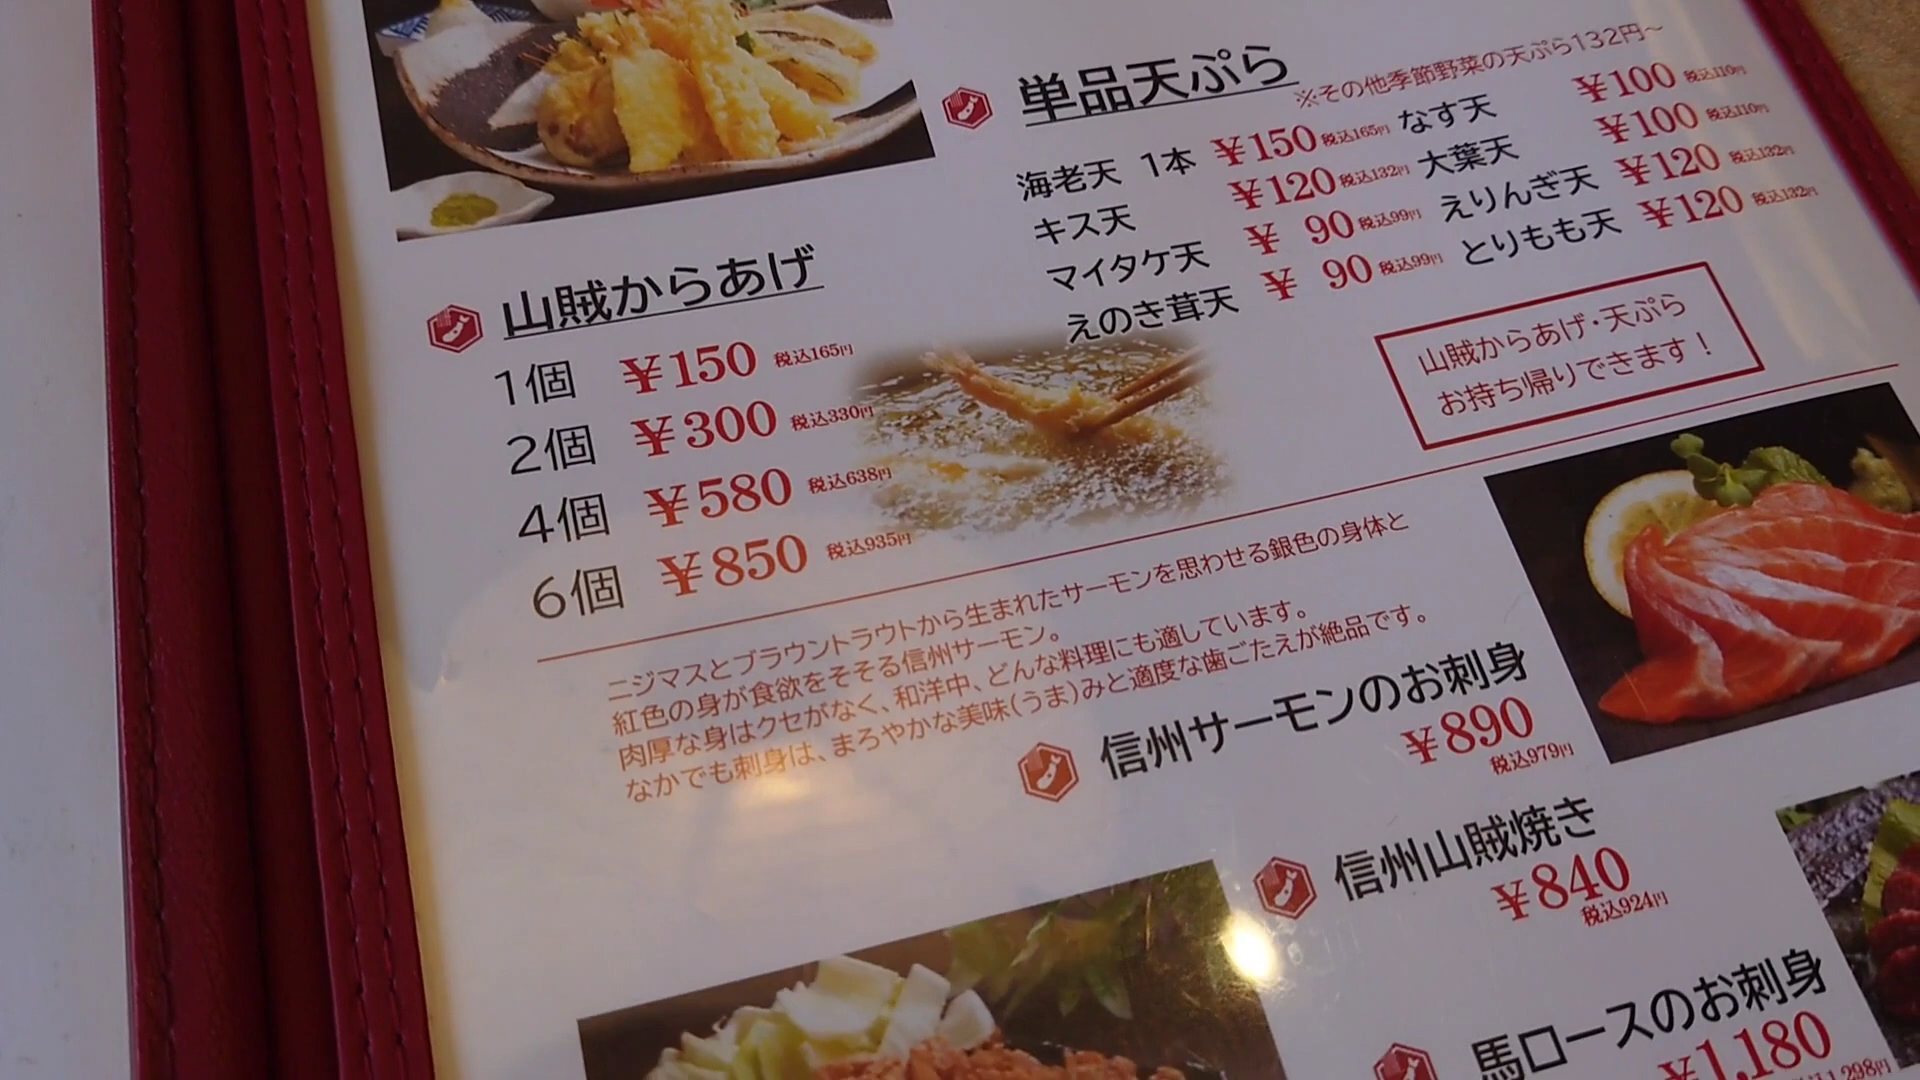 単品天ぷら
※その他季節野菜の天ぷら132円～
海老天 1本 ￥150 税込165円
キス天 ￥120 税込132円
マイタケ天 ￥ 90 税込99円
えのき茸天 ￥ 90 税込99円
なす天 ￥100 税込110円
大葉天 ￥100 税込110円
えりんぎ天 ￥120 税込132円
とりもも天 ￥120 税込132円
山賊からあげ
1個 ￥150 税込165円
2個 ￥300 税込330円
4個 ￥580 税込638円
6個 ￥850 税込935円
山賊からあげ・天ぷら
お持ち帰りできます！
ニジマスとブラウントラウトから生まれたサーモンを思わせる銀色の身体と
紅色の身が食欲をそそる信州サーモン。
肉厚な身はクセがなく、和洋中、どんな料理にも適しています。
なかでも刺身は、まろやかな美味（うま）みと適度な歯ごたえが絶品です。
信州サーモンのお刺身
￥890
税込979円
信州山賊焼き
￥840
税込924円
馬ロースのお刺身
￥1,180
税込1,298円